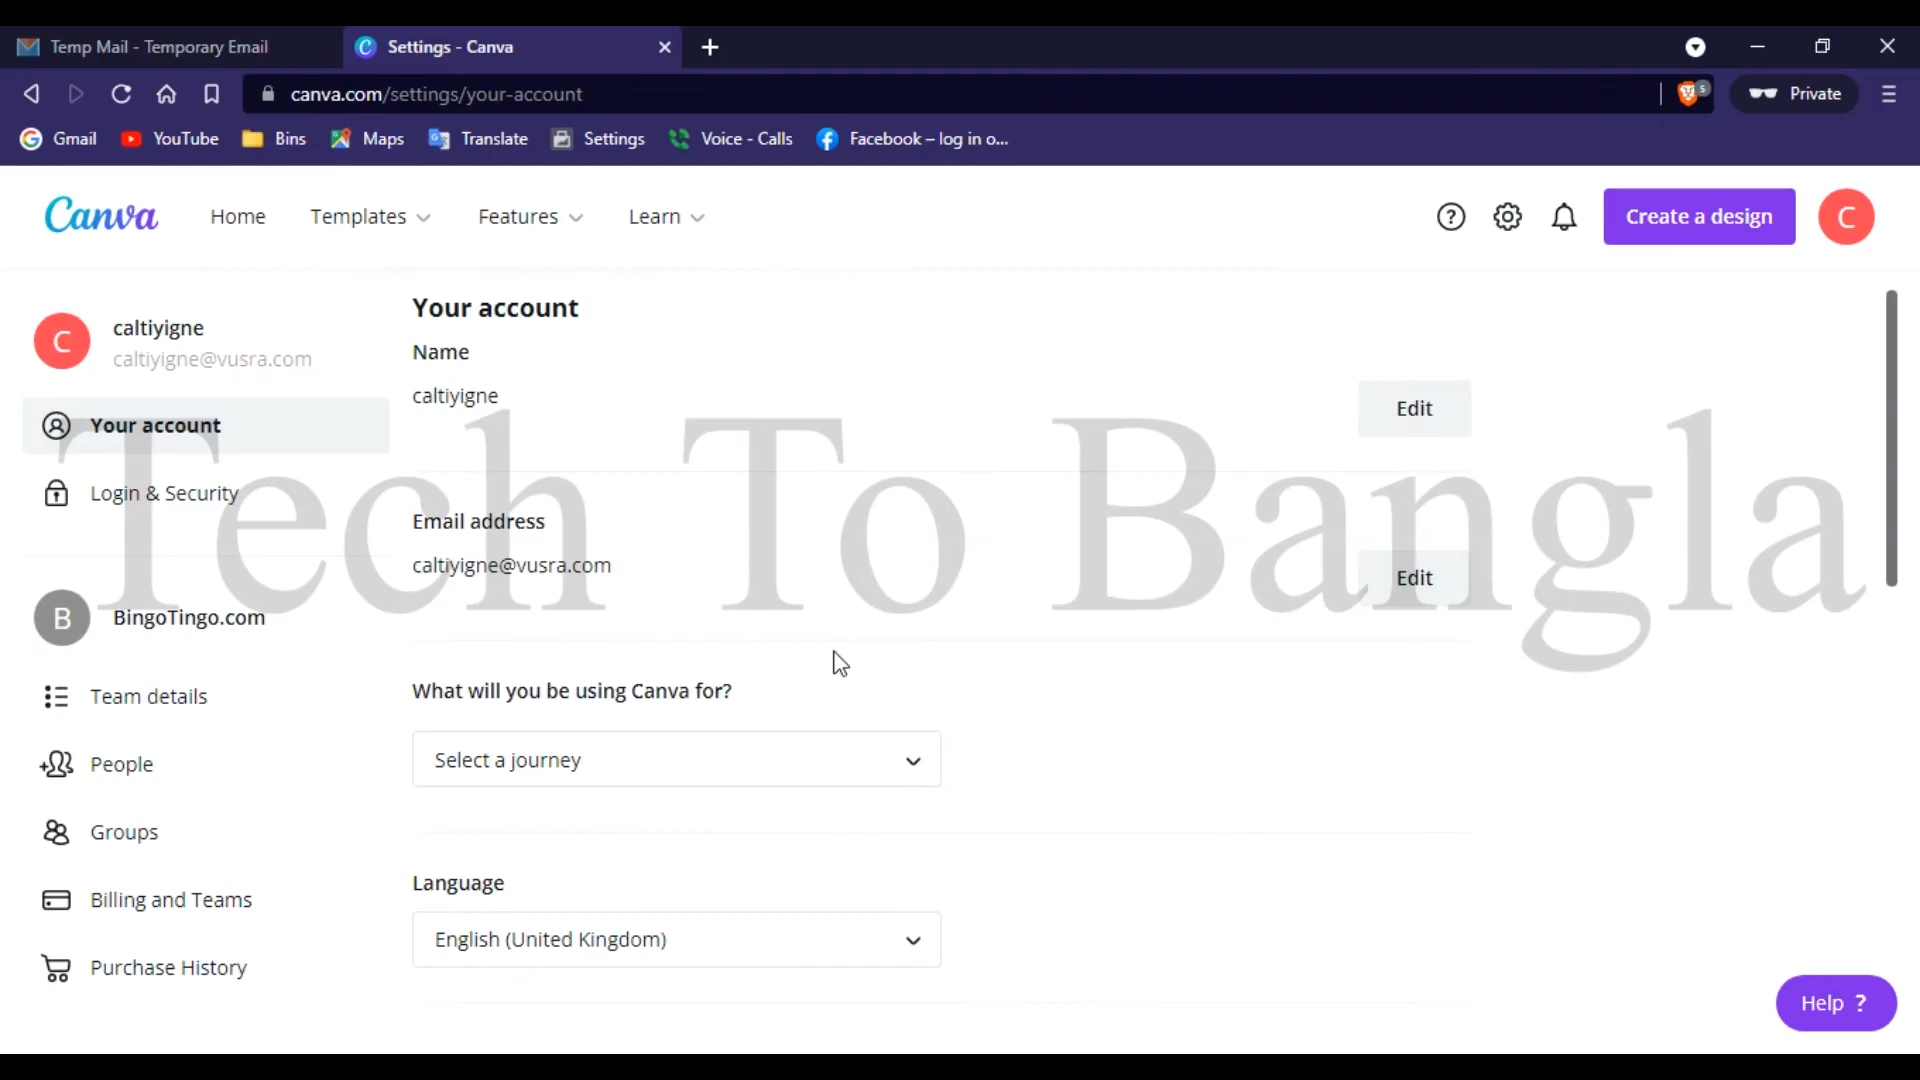 Temp Mail - Temporary Email
Settings - Canva
canva.com/settings/your-account
5
Private
Gmail
YouTube
Bins
Maps
Translate
Settings
Voice - Calls
Facebook – log in o...
Canva
Home
Templates
Features
Learn
Create a design
C
C
caltiyigne
caltiyigne@vusra.com
Your account
Login & Security
B
BingoTingo.com
Team details
People
Groups
Billing and Teams
Purchase History
Your account
Name
caltiyigne
Edit
Email address
caltiyigne@vusra.com
Edit
What will you be using Canva for?
Select a journey
Language
English (United Kingdom)
Help ?
Tech To Bangla